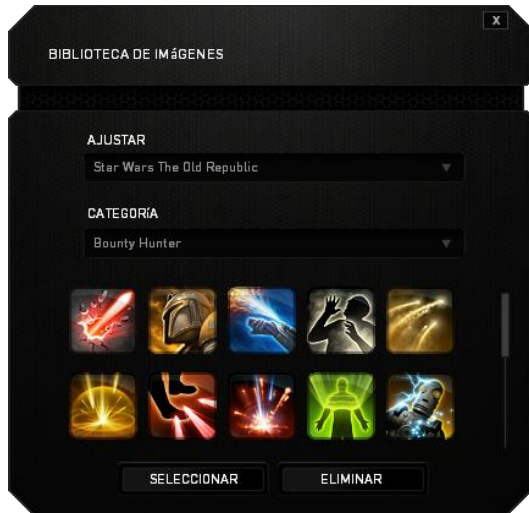 X
BIBLIOTECA DE IMáGENES
AJUSTAR
Star Wars The Old Republic
CATEGORíA
Bounty Hunter
SELECCIONAR
ELIMINAR